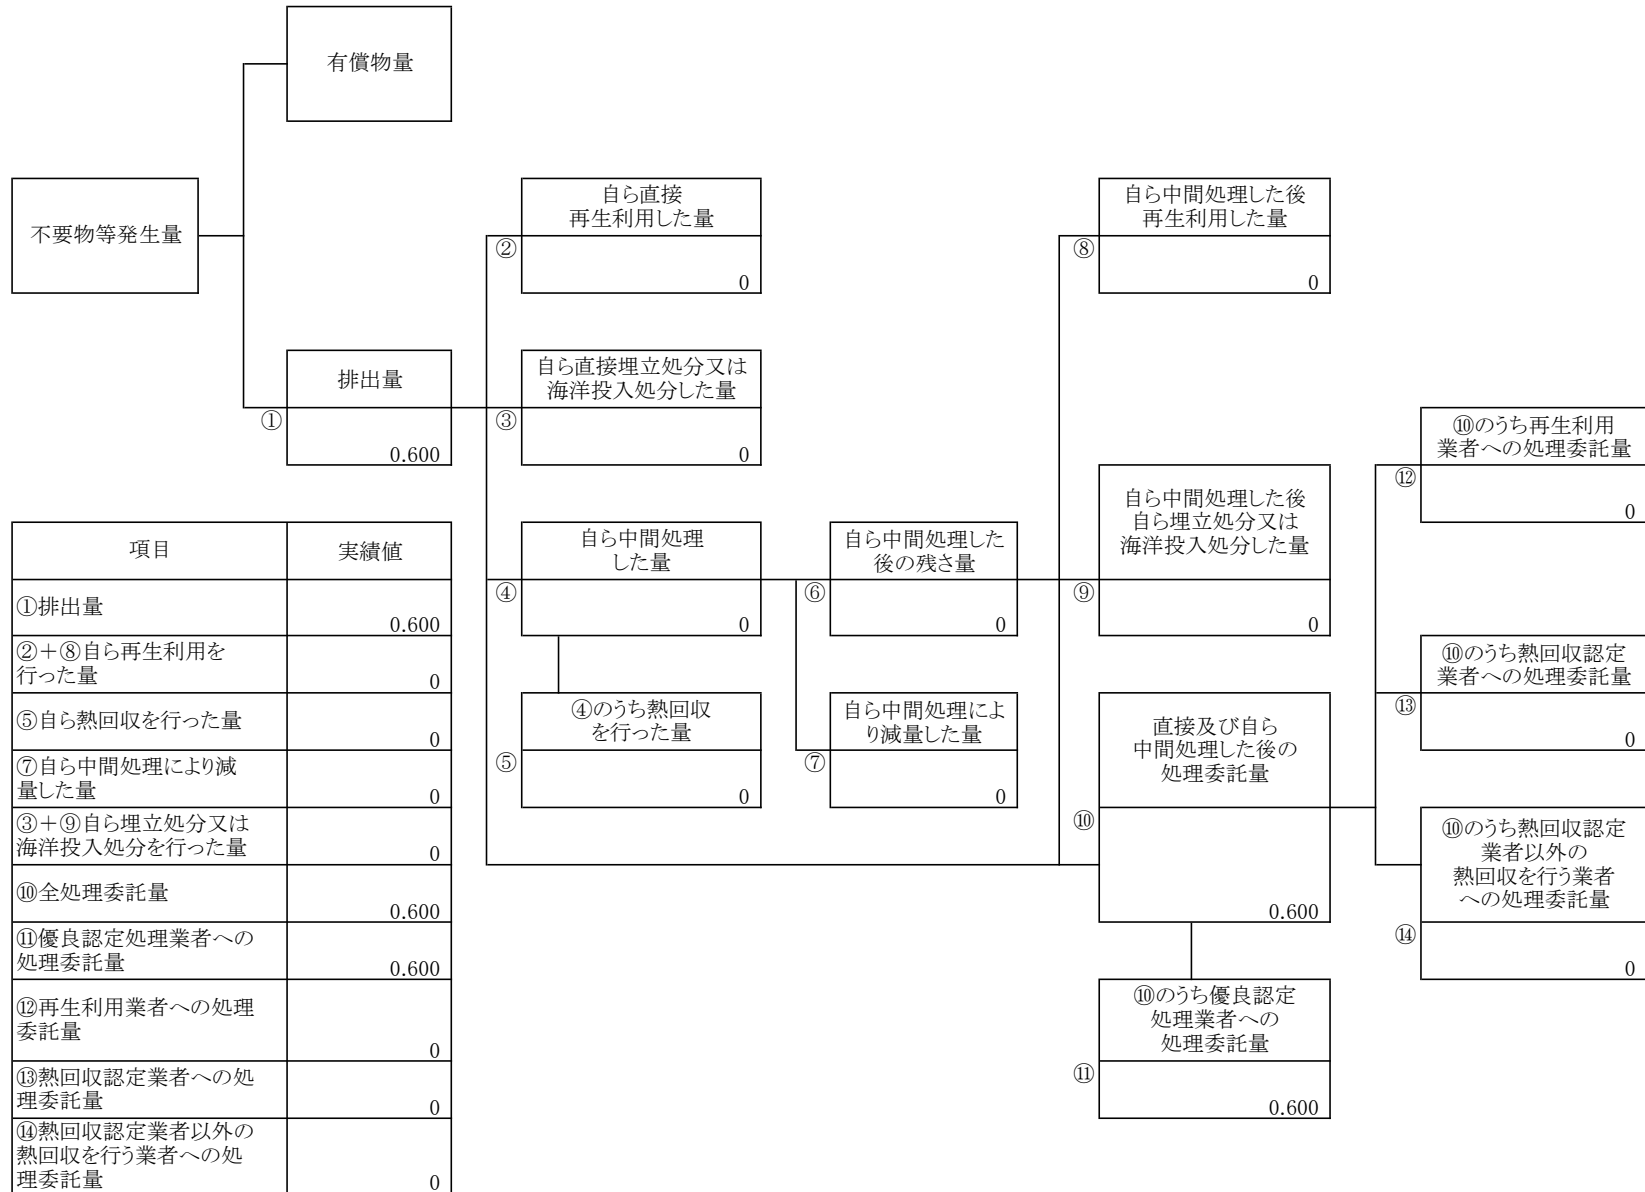 有償物量
不要物等発生量
排出量
①
0.600
自ら直接
再生利用した量
②
0
自ら直接埋立処分又は
海洋投入処分した量
③
0
自ら中間処理
した量
④
0
④のうち熱回収
を行った量
⑤
0
自ら中間処理した
後の残さ量
⑥
0
自ら中間処理によ
り減量した量
⑦
0
自ら中間処理した後
再生利用した量
⑧
0
自ら中間処理した後
自ら埋立処分又は
海洋投入処分した量
⑨
0
直接及び自ら
中間処理した後の
処理委託量
⑩
0.600
⑩のうち優良認定
処理業者への
処理委託量
⑪
0.600
⑩のうち再生利用
業者への処理委託量
⑫
0
⑩のうち熱回収認定
業者への処理委託量
⑬
0
⑩のうち熱回収認定
業者以外の
熱回収を行う業者
への処理委託量
⑭
0
項目 実績値
①排出量
0.600
②＋⑧自ら再生利用を
行った量
0
⑤自ら熱回収を行った量
0
⑦自ら中間処理により減
量した量
0
③＋⑨自ら埋立処分又は
海洋投入処分を行った量
0
⑩全処理委託量
0.600
⑪優良認定処理業者への
処理委託量
0.600
⑫再生利用業者への処理
委託量
0
⑬熱回収認定業者への処
理委託量
0
⑭熱回収認定業者以外の
熱回収を行う業者への処
理委託量
0